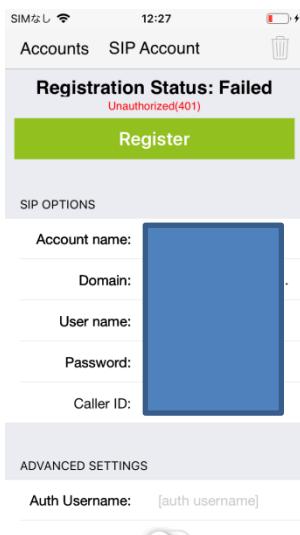 SIMなし 12:27
Accounts SIP Account
Registration Status: Failed
Unauthorized(401)
Register
SIP OPTIONS
Account name:
Domain: .
User name:
Password:
Caller ID:
ADVANCED SETTINGS
Auth Username: [auth username]